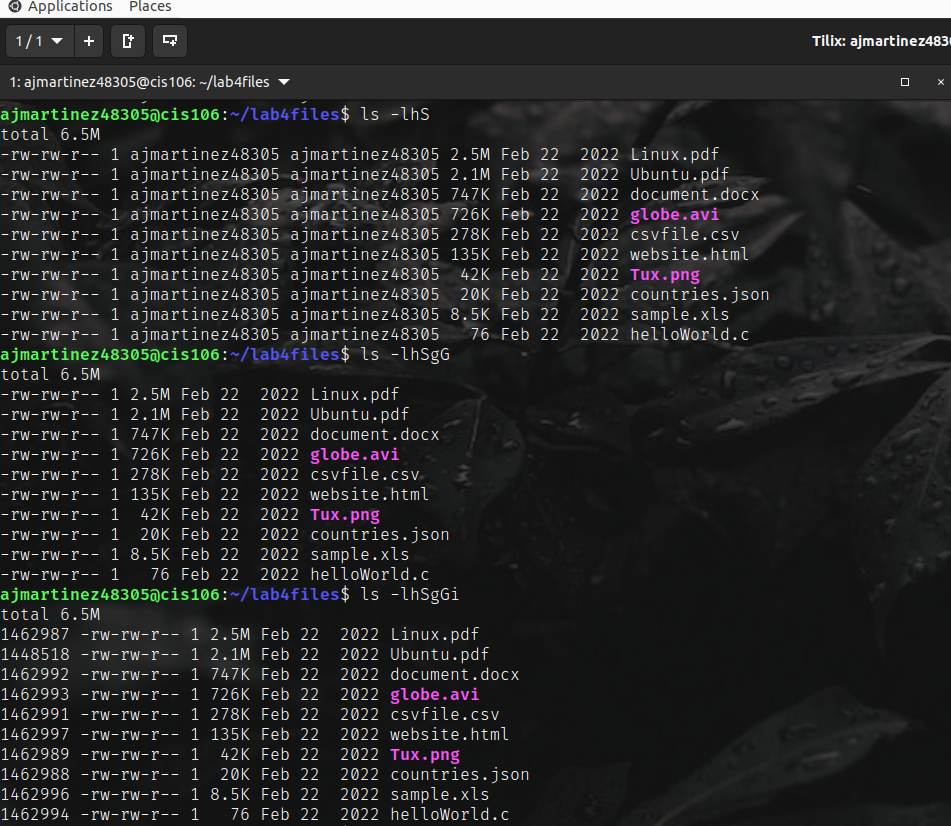 Applications Places
1 / 1
Tilix: ajmartinez4830
1: ajmartinez48305@cis106: ~/lab4files
ajmartinez48305@cis106:~/lab4files$ ls -lhS
total 6.5M
-rw-rw-r-- 1 ajmartinez48305 ajmartinez48305 2.5M Feb 22  2022 Linux.pdf
-rw-rw-r-- 1 ajmartinez48305 ajmartinez48305 2.1M Feb 22  2022 Ubuntu.pdf
-rw-rw-r-- 1 ajmartinez48305 ajmartinez48305 747K Feb 22  2022 document.docx
-rw-rw-r-- 1 ajmartinez48305 ajmartinez48305 726K Feb 22  2022 globe.avi
-rw-rw-r-- 1 ajmartinez48305 ajmartinez48305 278K Feb 22  2022 csvfile.csv
-rw-rw-r-- 1 ajmartinez48305 ajmartinez48305 135K Feb 22  2022 website.html
-rw-rw-r-- 1 ajmartinez48305 ajmartinez48305  42K Feb 22  2022 Tux.png
-rw-rw-r-- 1 ajmartinez48305 ajmartinez48305  20K Feb 22  2022 countries.json
-rw-rw-r-- 1 ajmartinez48305 ajmartinez48305 8.5K Feb 22  2022 sample.xls
-rw-rw-r-- 1 ajmartinez48305 ajmartinez48305   76 Feb 22  2022 helloWorld.c
ajmartinez48305@cis106:~/lab4files$ ls -lhSgG
total 6.5M
-rw-rw-r-- 1 2.5M Feb 22  2022 Linux.pdf
-rw-rw-r-- 1 2.1M Feb 22  2022 Ubuntu.pdf
-rw-rw-r-- 1 747K Feb 22  2022 document.docx
-rw-rw-r-- 1 726K Feb 22  2022 globe.avi
-rw-rw-r-- 1 278K Feb 22  2022 csvfile.csv
-rw-rw-r-- 1 135K Feb 22  2022 website.html
-rw-rw-r-- 1  42K Feb 22  2022 Tux.png
-rw-rw-r-- 1  20K Feb 22  2022 countries.json
-rw-rw-r-- 1 8.5K Feb 22  2022 sample.xls
-rw-rw-r-- 1   76 Feb 22  2022 helloWorld.c
ajmartinez48305@cis106:~/lab4files$ ls -lhSgGi
total 6.5M
1462987 -rw-rw-r-- 1 2.5M Feb 22  2022 Linux.pdf
1448518 -rw-rw-r-- 1 2.1M Feb 22  2022 Ubuntu.pdf
1462992 -rw-rw-r-- 1 747K Feb 22  2022 document.docx
1462993 -rw-rw-r-- 1 726K Feb 22  2022 globe.avi
1462991 -rw-rw-r-- 1 278K Feb 22  2022 csvfile.csv
1462997 -rw-rw-r-- 1 135K Feb 22  2022 website.html
1462989 -rw-rw-r-- 1  42K Feb 22  2022 Tux.png
1462988 -rw-rw-r-- 1  20K Feb 22  2022 countries.json
1462996 -rw-rw-r-- 1 8.5K Feb 22  2022 sample.xls
1462994 -rw-rw-r-- 1   76 Feb 22  2022 helloWorld.c